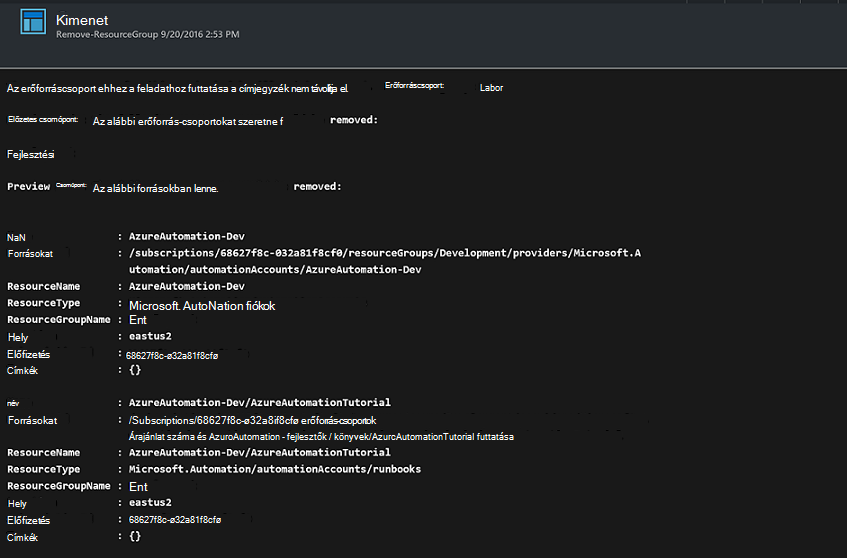 Kimenet
Remove-ResourceGroup 9/20/2016 2:53 PM
Az erőforráscsoport ehhez a feladathoz futtatása a címjegyzék nem távolítja el. Erőforráscsoport: Labor
Előzetes csomópont: Az alábbi erőforrás-csoportokat szeretne f removed:
Fejlesztési
Preview Csomópont: Az alábbi forrásokban lenne. removed:
NaN : AzureAutomation-Dev
Forrásokat : /subscriptions/68627f8c-032a81f8cf0/resourceGroups/Development/providers/Microsoft.A
utomation/automationAccounts/AzureAutomation-Dev
ResourceName : AzureAutomation-Dev
ResourceType : Microsoft. AutoNation fiókok
ResourceGroupName : Ent
Hely : eastus2
Előfizetés : 68627f8c-ø32a81f8cfø
Címkék : {}
név : AzureAutomation-Dev/AzureAutomationTutorial
Forrásokat : /Subscriptions/68627f8c-ø32a8if8cfø erőforrás-csoportok
Árajánlat száma és AzuroAutomation - fejlesztők / könyvek/AzurcAutomationTutorial futtatása
ResourceName : AzureAutomation-Dev/AzureAutomationTutorial
ResourceType : Microsoft.Automation/automationAccounts/runbooks
ResourceGroupName : Ent
Hely : eastus2
Előfizetés : 68627f8c-ø32a81f8cfø
Címkék : {}